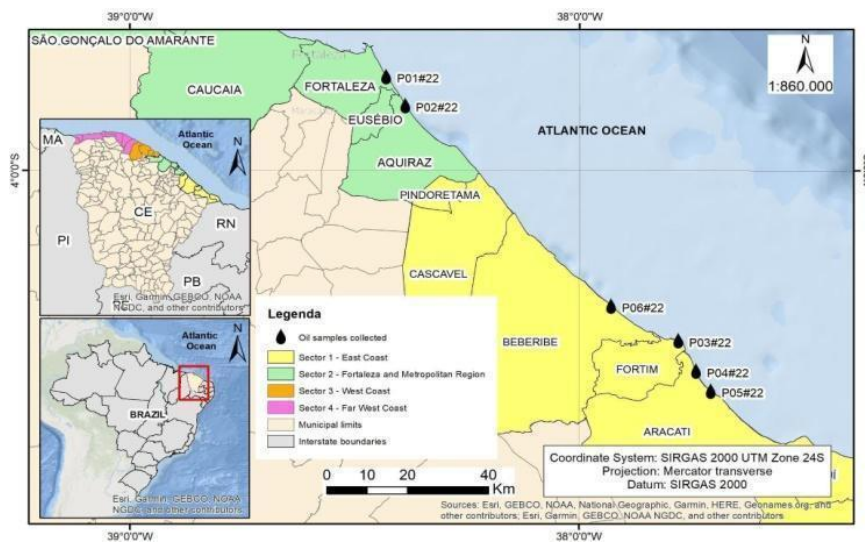 39°0'0"W
38°0'0"W
SÃO GONÇALO DO AMARANTE
Fortaleza
N
1:860.000
CAUCAIA
FORTALEZA
P01#22
P02#22
EUSÉBIO
ATLANTIC OCEAN
AQUIRAZ
4°0'0"S
PINDORETAMA
CASCAVEL
BEBERIBE
P06#22
P03#22
FORTIM
P04#22
P05#22
ARACATI
MA
Atlantic
Ocean
N
CE
RN
PI
PB
Esri, Garmin, GEBCO, NOAA
NGDC, and other contributors
Atlantic
Ocean
N
BRAZIL
Esri, Garmin, GEBCO, NOAA
NGDC, and other contributors
Legenda
Oil samples collected
Sector 1 - East Coast
Sector 2 - Fortaleza and Metropolitan Region
Sector 3 - West Coast
Sector 4 - Far West Coast
Municipal limits
Interstate boundaries
0 10 20 40
Km
Coordinate System: SIRGAS 2000 UTM Zone 24S
Projection: Mercator transverse
Datum: SIRGAS 2000
Sources: Esri, GEBCO, NOAA, National Geographic, Garmin, HERE, Geonames.org, and
other contributors; Esri, Garmin, GEBCO, NOAA NGDC, and other contributors
39°0'0"W
38°0'0"W